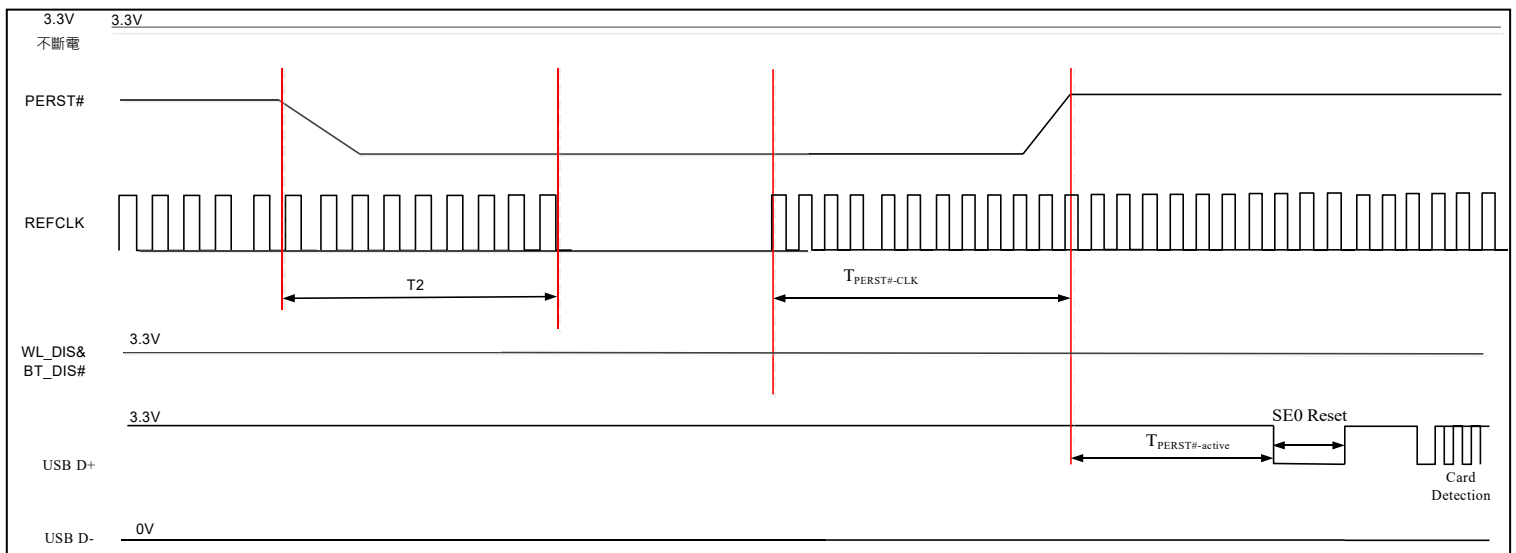 3.3V
3.3V
不斷電
PERST#
REFCLK
T2
TPERST#-CLK
3.3V
WL_DIS&
BT_DIS#
3.3V
SE0 Reset
TPERST#-active
USB D+
Card
Detection
0V
USB D-